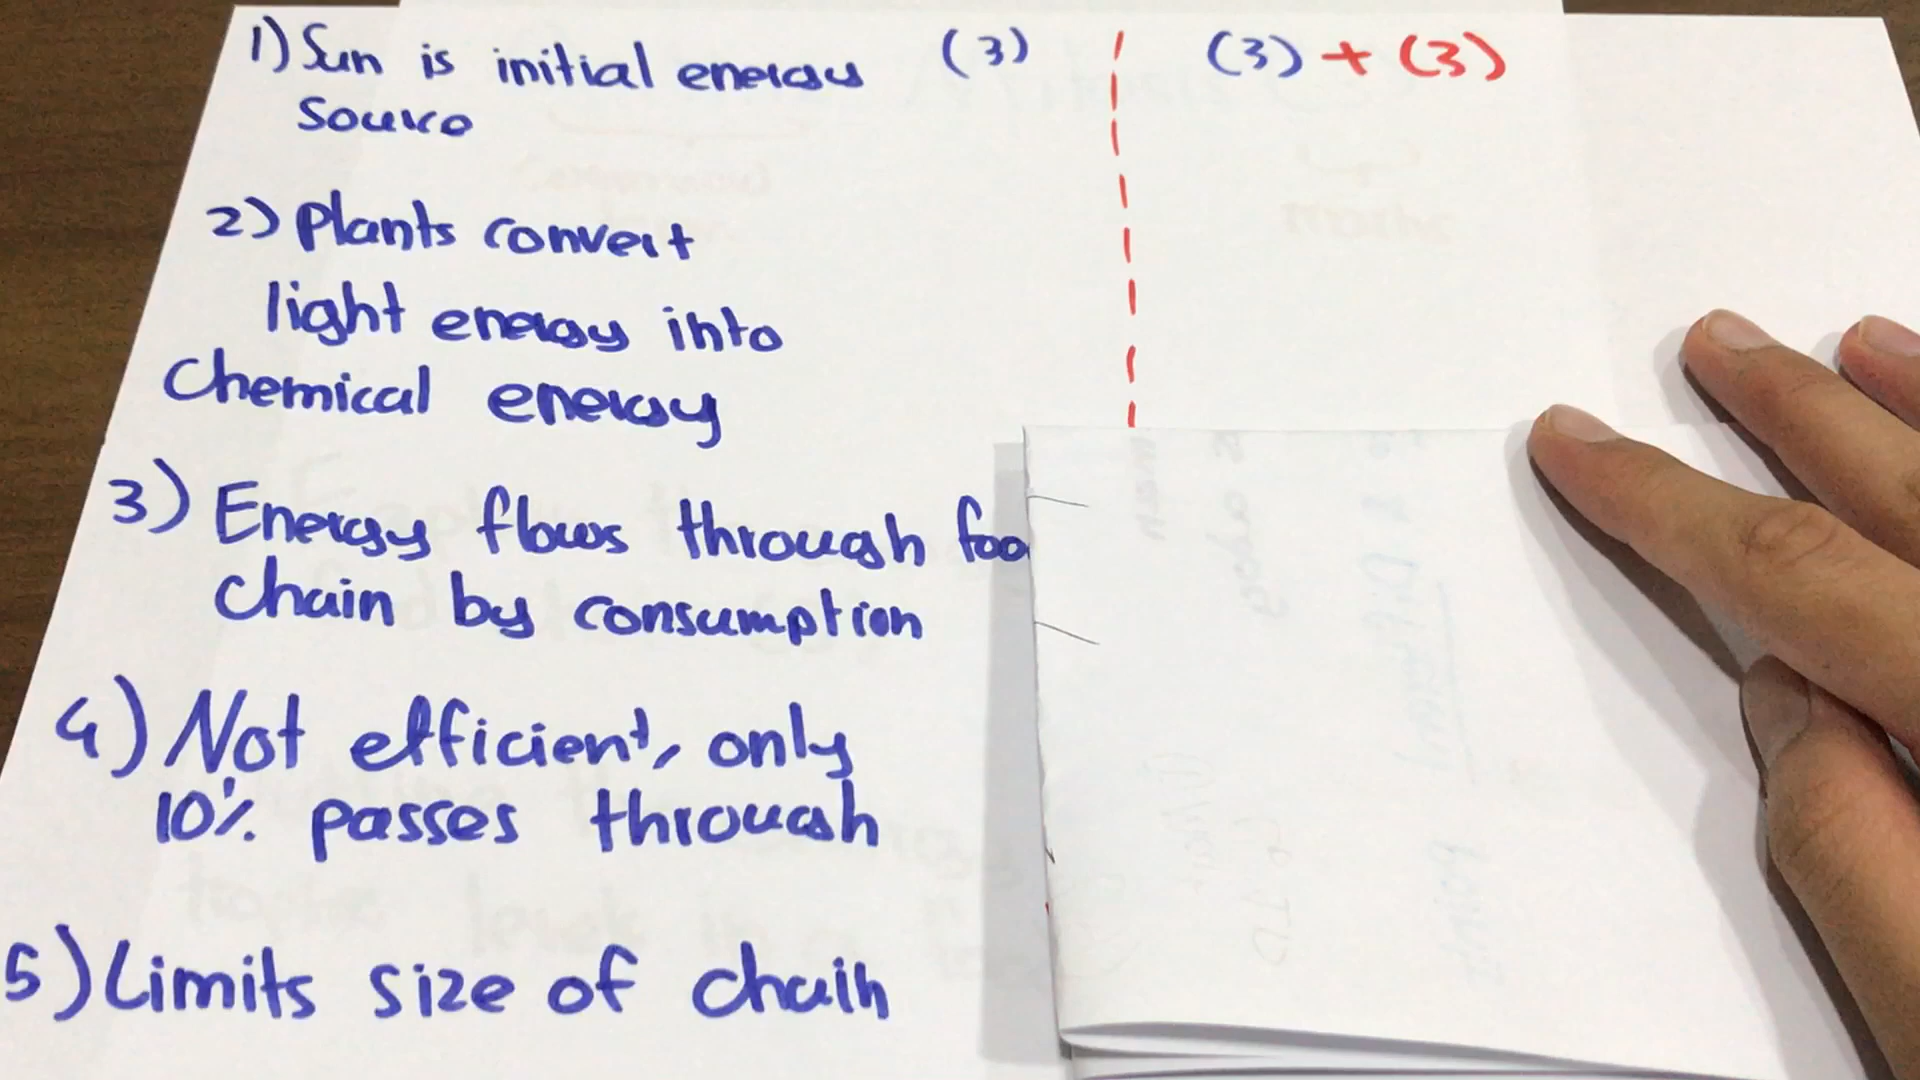 1) Sun is initial energy (3) (3) + (3)
source
2) Plants convert
light energy into
Chemical energy
3) Energy flows through foo
chain by consumption
4) Not efficient, only
10% passes through
5) Limits size of chain